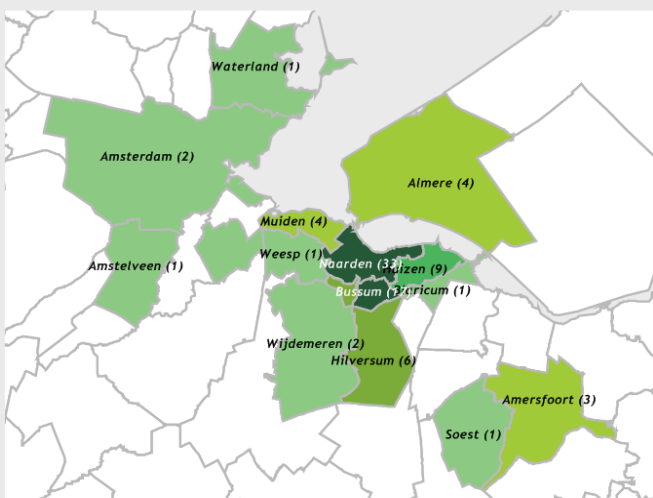 Waterland (1)
Amsterdam (2)
Almere (4)
Muiden (4)
Weesp (1)
Naarden (33)
Amstelveen (1)
Huizen (9)
Bussum
(1)
Wijdemeren (2)
Hilversum (6)
Amersfoort (3)
Soest (1)